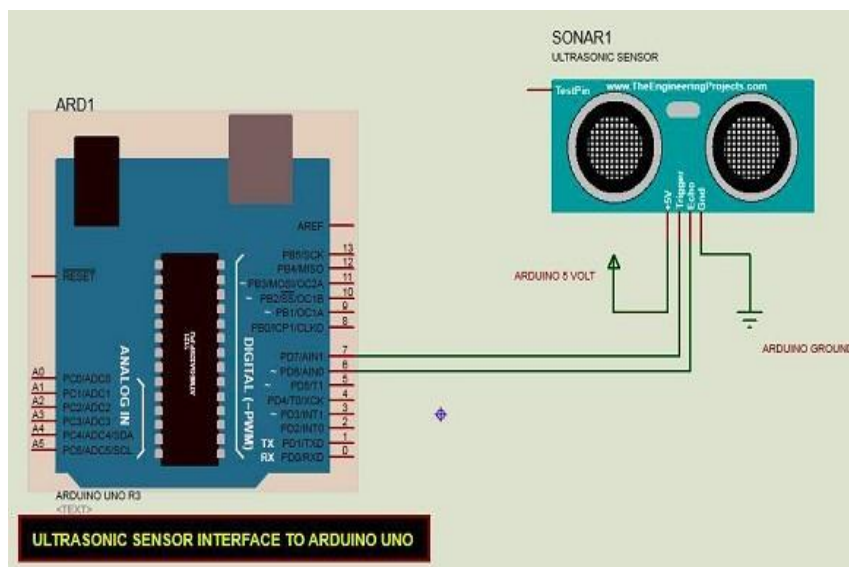 SONAR1
ULTRASONIC SENSOR
TestPin
www.TheEngineeringProjects.com
+5V
Trigger
Echo
Gnd
ARDUINO 5 VOLT
ARDUINO GROUND
ARD1
AREF
PB5/SCK 13
PB4/MISO 12
~ PB3/MOSI/OC2A 11
~ PB2/SS/OC1B 10
~ PB1/OC1A 9
PB0/ICP1/CLKO 8
PD7/AIN1 7
~ PD6/AIN0 6
~ PD5/T1 5
PD4/T0/XCK 4
~ PD3/INT1 3
PD2/INT0 2
TX PD1/TXD 1
RX PD0/RXD 0
RESET
ANALOG IN
DIGITAL (~PWM)
A0 PC0/ADC0
A1 PC1/ADC1
A2 PC2/ADC2
A3 PC3/ADC3
A4 PC4/ADC4/SDA
A5 PC5/ADC5/SCL
ARDUINO UNO R3
<TEXT>
ULTRASONIC SENSOR INTERFACE TO ARDUINO UNO